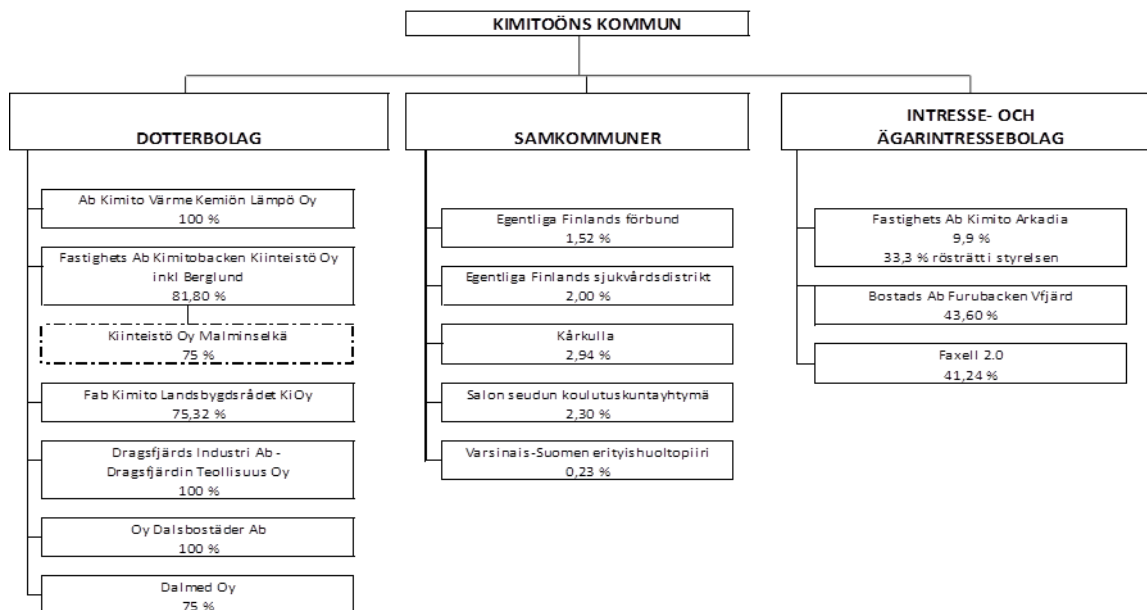 KIMITOÖNS KOMMUN
DOTTERBOLAG
Ab Kimito Värme Kemiön Lämpö Oy
100 %
Fastighets Ab Kimitobacken Kiinteistö Oy
inkl Berglund
81,80 %
Kiinteistö Oy Malminselkä
75 %
Fab Kimito Landsbygdsrådet KiOy
75,32 %
Dragsfjärds Industri Ab -
Dragsfjärdin Teollisuus Oy
100 %
Oy Dalsbostäder Ab
100 %
Dalmed Oy
75 %
SAMKOMMUNER
Egentliga Finlands förbund
1,52 %
Egentliga Finlands sjukvårdsdistrikt
2,00 %
Kårkulla
2,94 %
Salon seudun koulutuskuntayhtymä
2,30 %
Varsinais-Suomen erityishuoltopiiri
0,23 %
INTRESSE- OCH
ÄGARINTRESSEBOLAG
Fastighets Ab Kimito Arkadia
9,9 %
33,3 % rösträtt i styrelsen
Bostads Ab Furubacken Vfjärd
43,60 %
Faxell 2.0
41,24 %